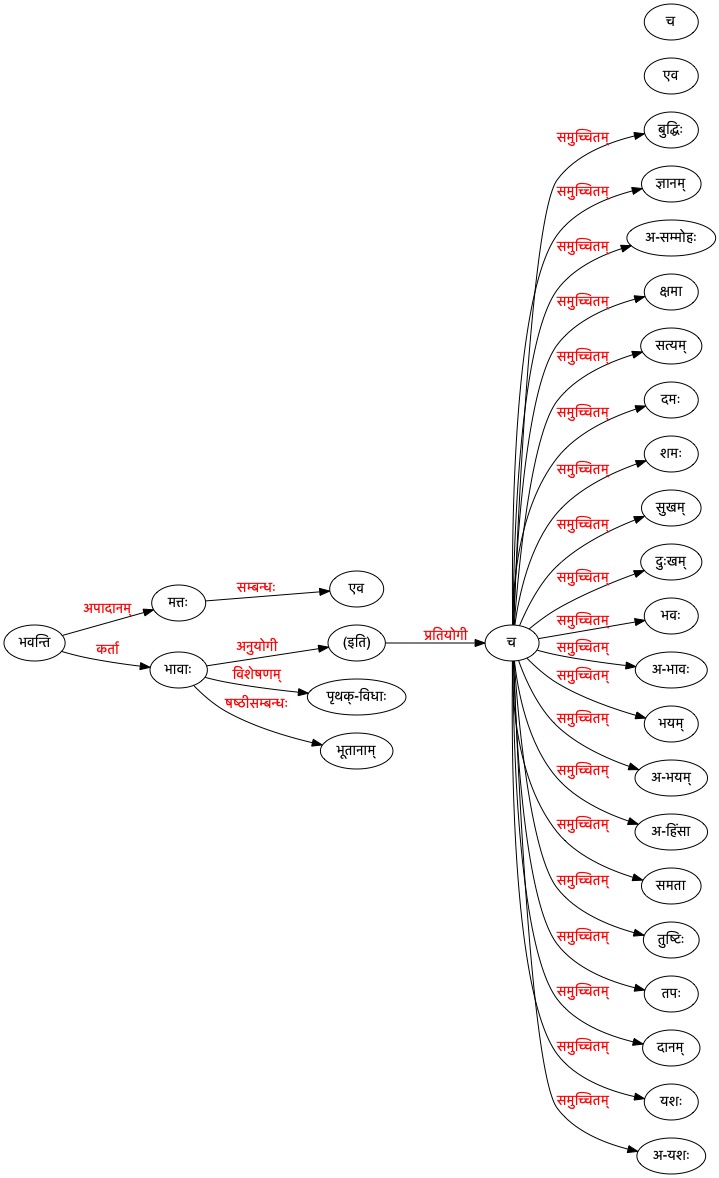 च
एव
समुच्चितम् बुद्धिः
समुच्चितम् ज्ञानम्
समुच्चितम् अ-सम्मोहः
समुच्चितम् क्षमा
समुच्चितम् सत्यम्
समुच्चितम् दमः
समुच्चितम् शमः
समुच्चितम् सुखम्
समुच्चितम् दुःखम्
अपादानम् मत्तः सम्बन्धः एव
समुच्चितम् भवः
भवन्ति कर्ता भावाः अनुयोगी (इति) प्रतियोगी च
समुच्चितम् अ-भावः
विशेषणम् पृथक्-विधाः
समुच्चितम् भयम्
षष्ठीसम्बन्धः भूतानाम्
समुच्चितम् अ-भयम्
समुच्चितम् अ-हिंसा
समुच्चितम् समता
समुच्चितम् तुष्टिः
समुच्चितम् तपः
समुच्चितम् दानम्
समुच्चितम् यशः
समुच्चितम् अ-यशः